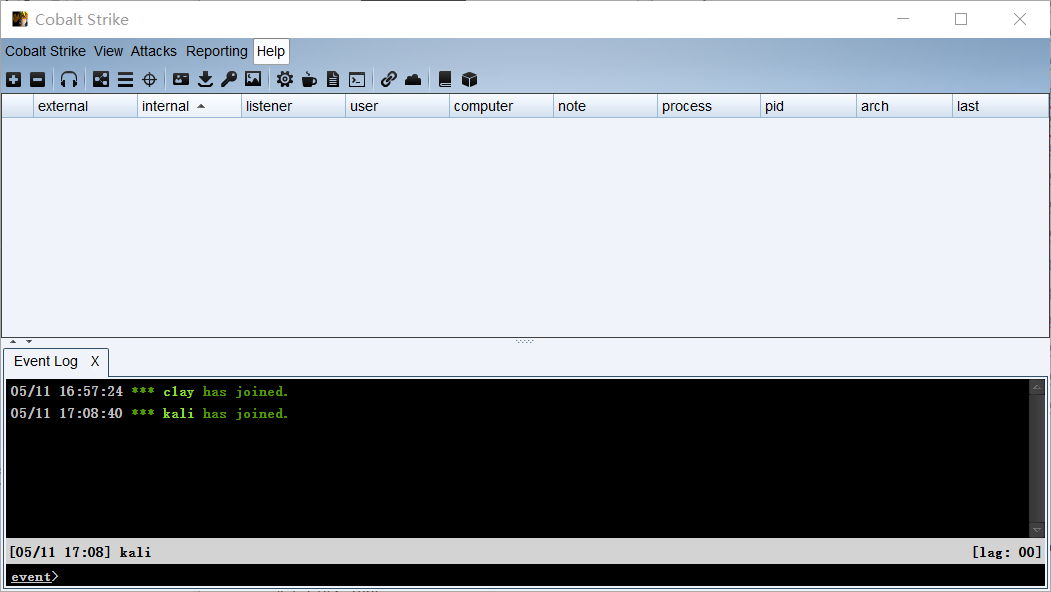 Cobalt Strike
Cobalt Strike View Attacks Reporting Help
external internal listener user computer note process pid arch last
Event Log X
05/11 16:57:24 *** clay has joined.
05/11 17:08:40 *** kali has joined.
[05/11 17:08] kali [lag: 00]
event>